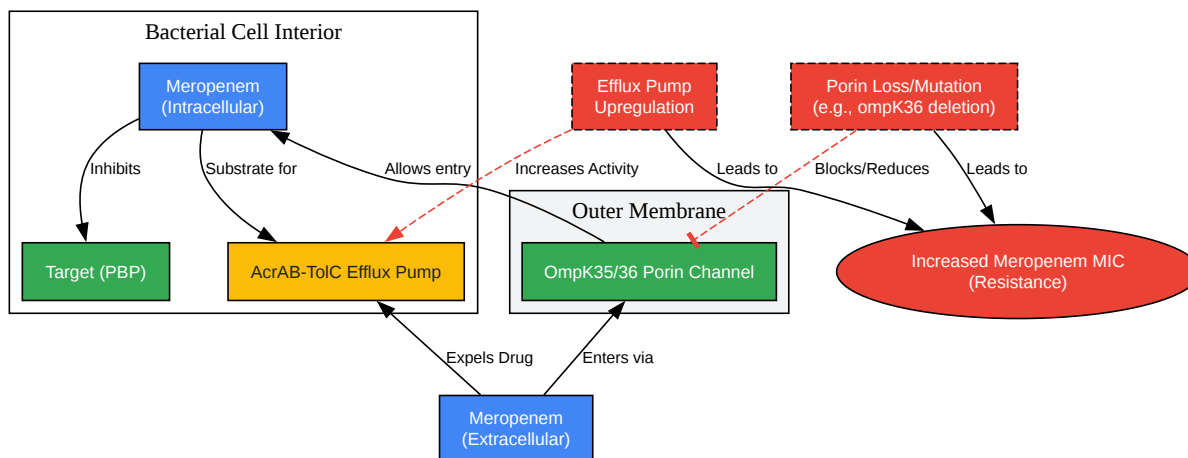 Bacterial Cell Interior
Meropenem
(Intracellular)
Efflux Pump
Upregulation
Porin Loss/Mutation
(e.g., ompK36 deletion)
Inhibits
Substrate for
Allows entry
Increases Activity
Leads to
Blocks/Reduces
Leads to
Outer Membrane
Target (PBP)
AcrAB-TolC Efflux Pump
OmpK35/36 Porin Channel
Increased Meropenem MIC
(Resistance)
Expels Drug
Enters via
Meropenem
(Extracellular)